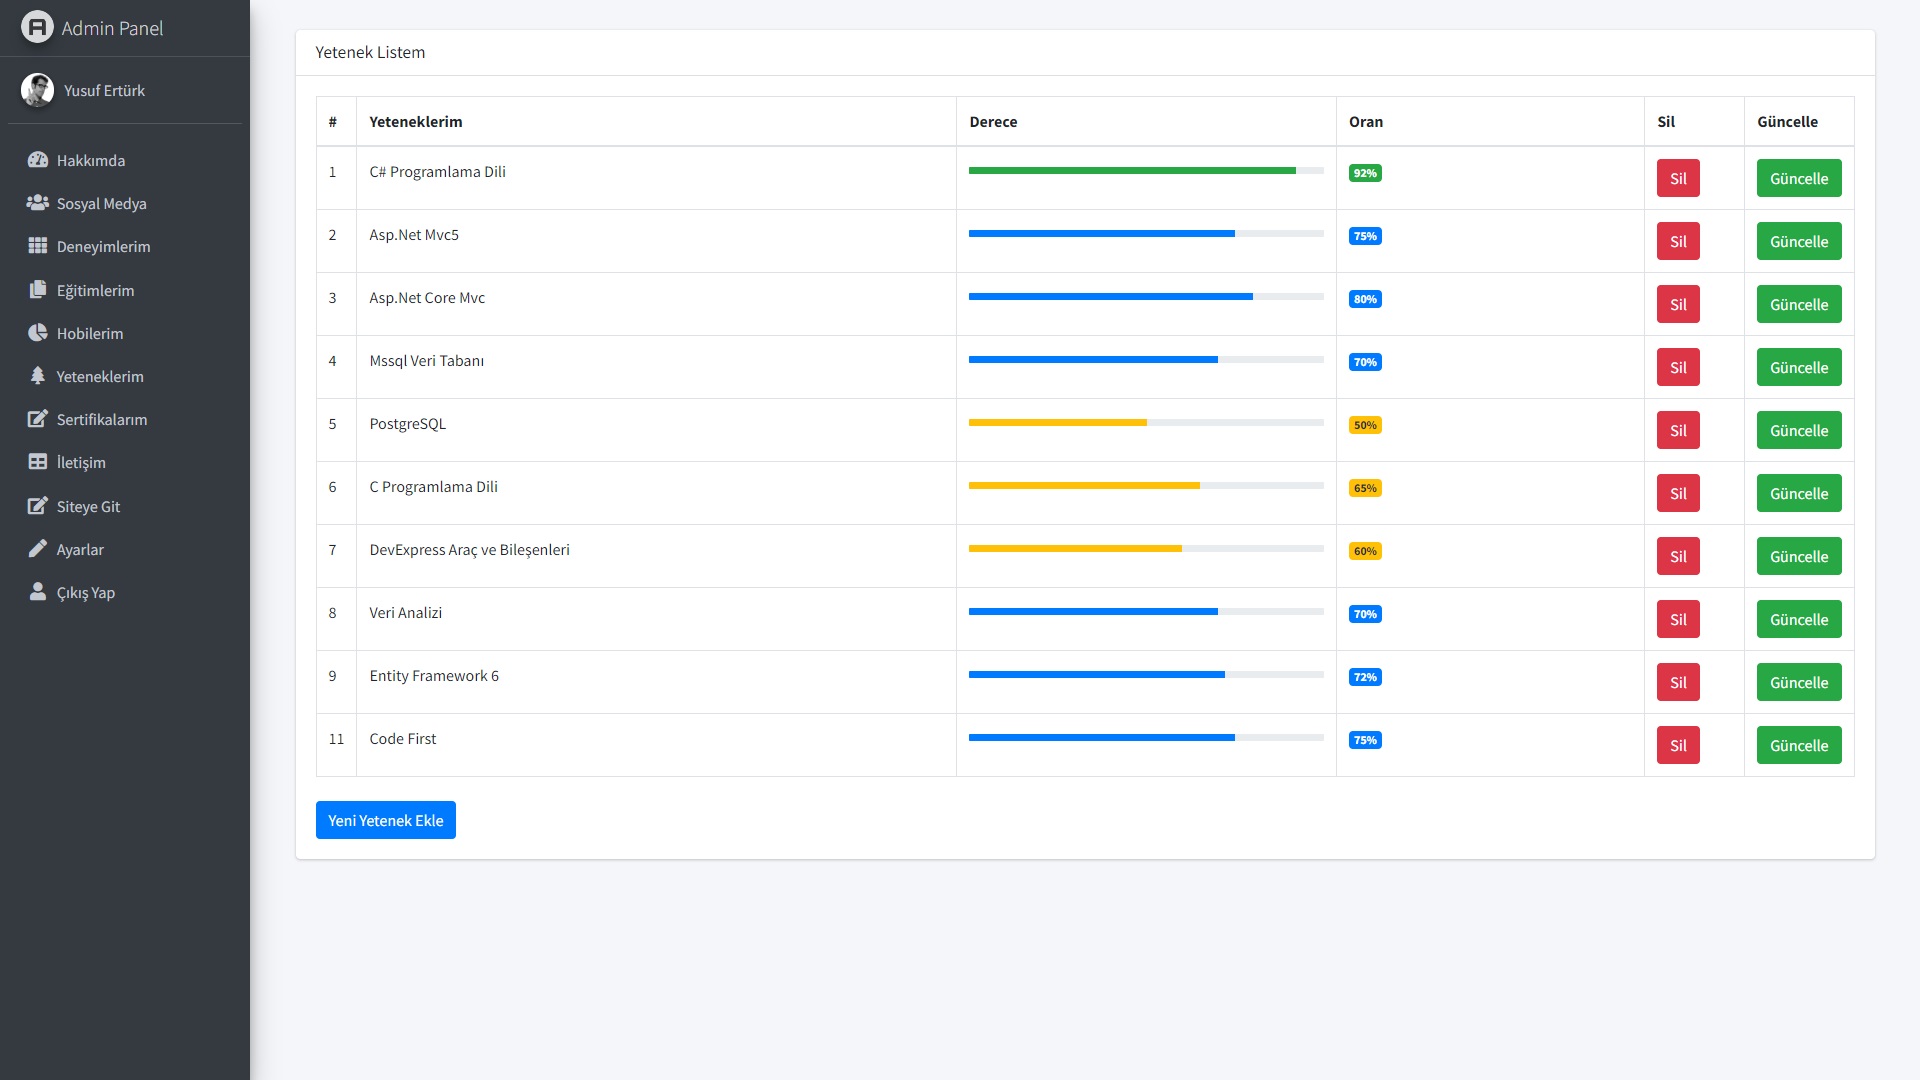 Admin Panel
Yusuf Ertürk
Hakkımda
Sosyal Medya
Deneyimlerim
Eğitimlerim
Hobilerim
Yeteneklerim
Sertifikalarım
İletişim
Siteye Git
Ayarlar
Çıkış Yap
Yetenek Listem
# Yeteneklerim Derece Oran Sil Güncelle
1 C# Programlama Dili 92% Sil Güncelle
2 Asp.Net Mvc5 75% Sil Güncelle
3 Asp.Net Core Mvc 80% Sil Güncelle
4 Mssql Veri Tabanı 70% Sil Güncelle
5 PostgreSQL 50% Sil Güncelle
6 C Programlama Dili 65% Sil Güncelle
7 DevExpress Araç ve Bileşenleri 60% Sil Güncelle
8 Veri Analizi 70% Sil Güncelle
9 Entity Framework 6 72% Sil Güncelle
11 Code First 75% Sil Güncelle
Yeni Yetenek Ekle